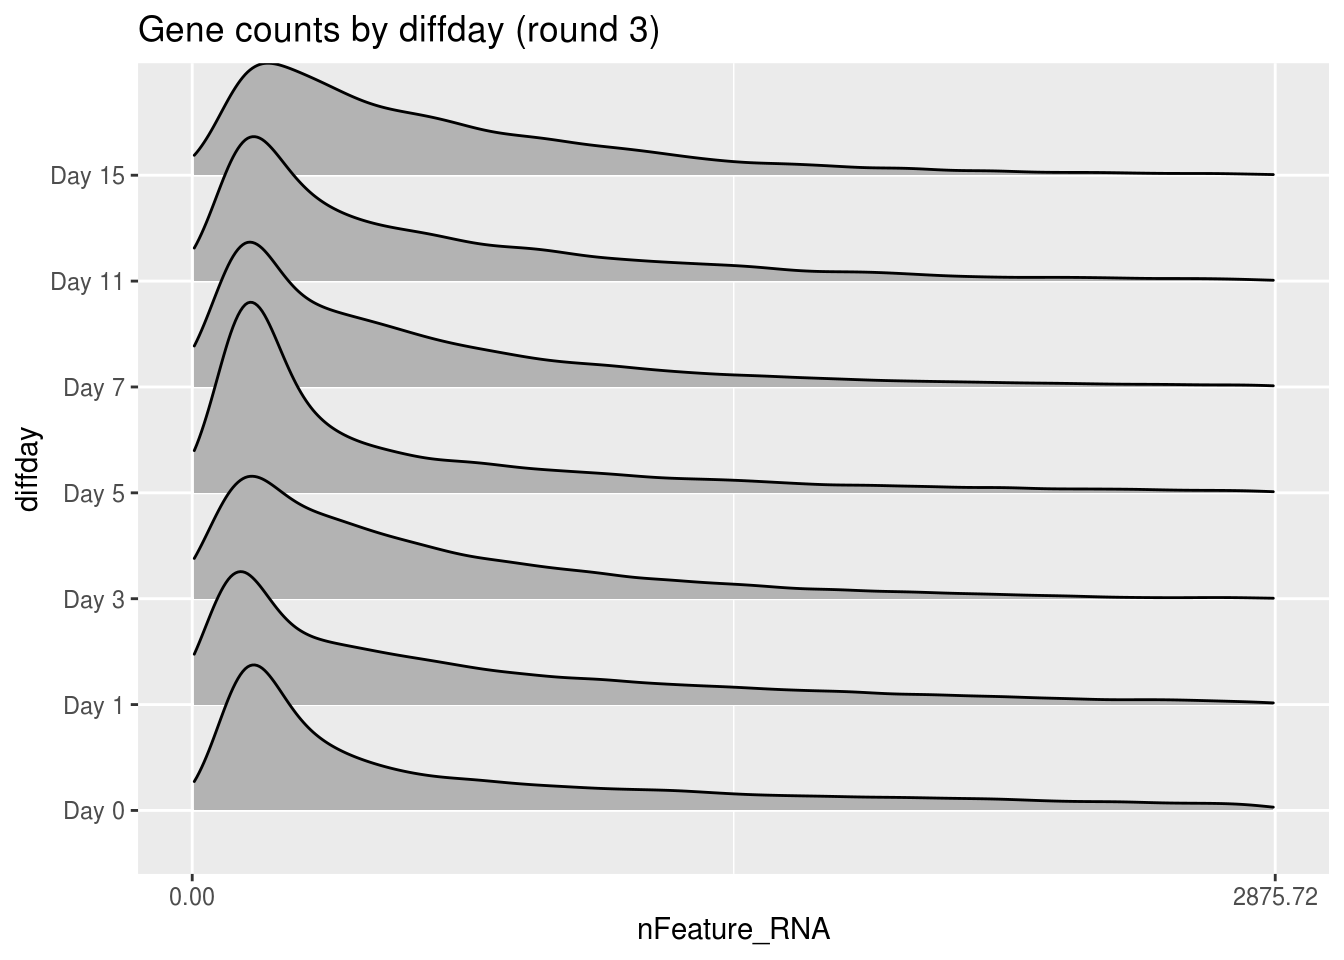 Gene counts by diffday (round 3)
Day 15
Day 11
Day 7
Day 5
Day 3
Day 1
Day 0
diffday
0.00
2875.72
nFeature_RNA